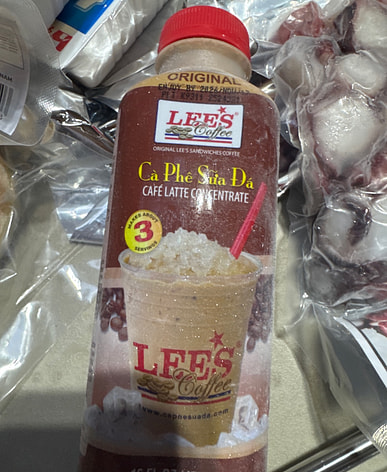 ORIGINAL
LEE'S
Coffee
ORIGINAL LEE'S SANDWICHES COFFEE
Cà Phê Sữa Đá
CAFÉ LATTE CONCENTRATE
MAKES ABOUT
3
SERVINGS
LEE'S
Coffee
www.caphesuada.com